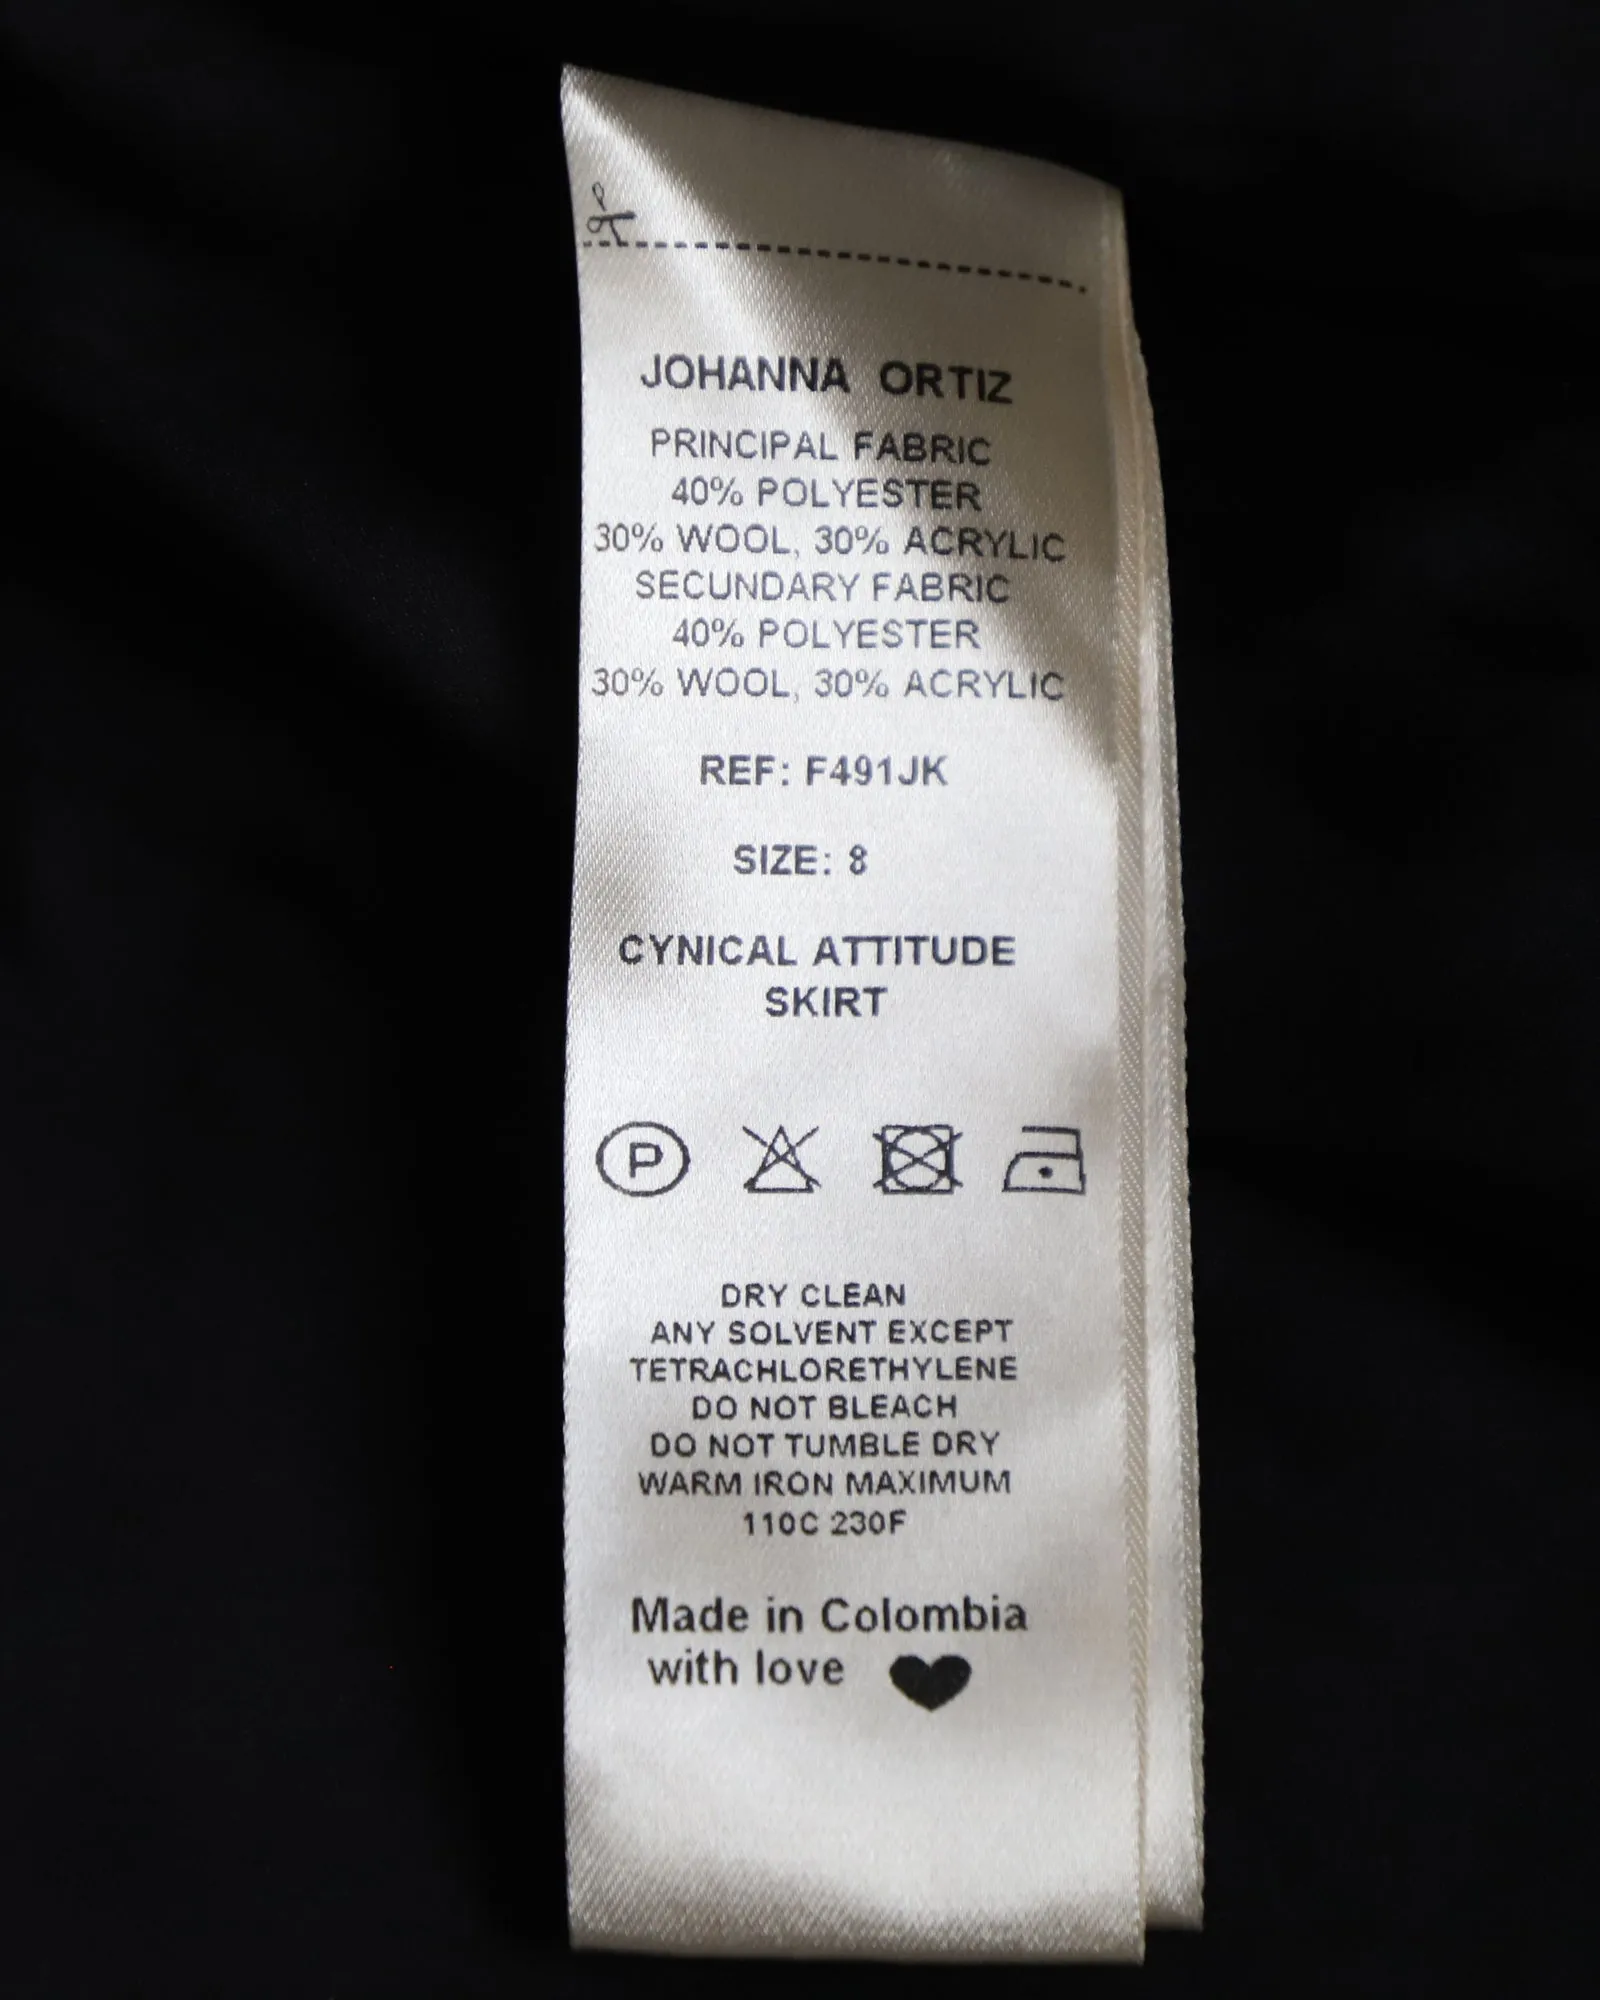 JOHANNA ORTIZ
PRINCIPAL FABRIC
40% POLYESTER
30% WOOL, 30% ACRYLIC
SECUNDARY FABRIC
40% POLYESTER
30% WOOL, 30% ACRYLIC
REF: F491JK
SIZE: 8
CYNICAL ATTITUDE
SKIRT
P
DRY CLEAN
ANY SOLVENT EXCEPT
TETRACHLORETHYLENE
DO NOT BLEACH
DO NOT TUMBLE DRY
WARM IRON MAXIMUM
110C 230F
Made in Colombia
with love